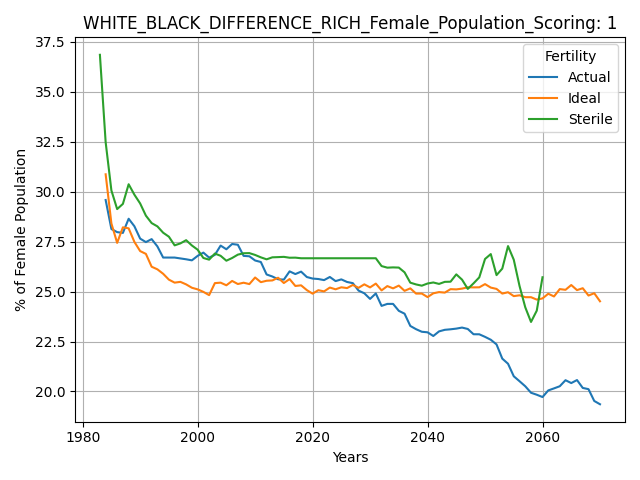 WHITE_BLACK_DIFFERENCE_RICH_Female_Population_Scoring: 1
Fertility
Actual
Ideal
Sterile
% of Female Population
37.5
35.0
32.5
30.0
27.5
25.0
22.5
20.0
1980
2000
2020
2040
2060
Years